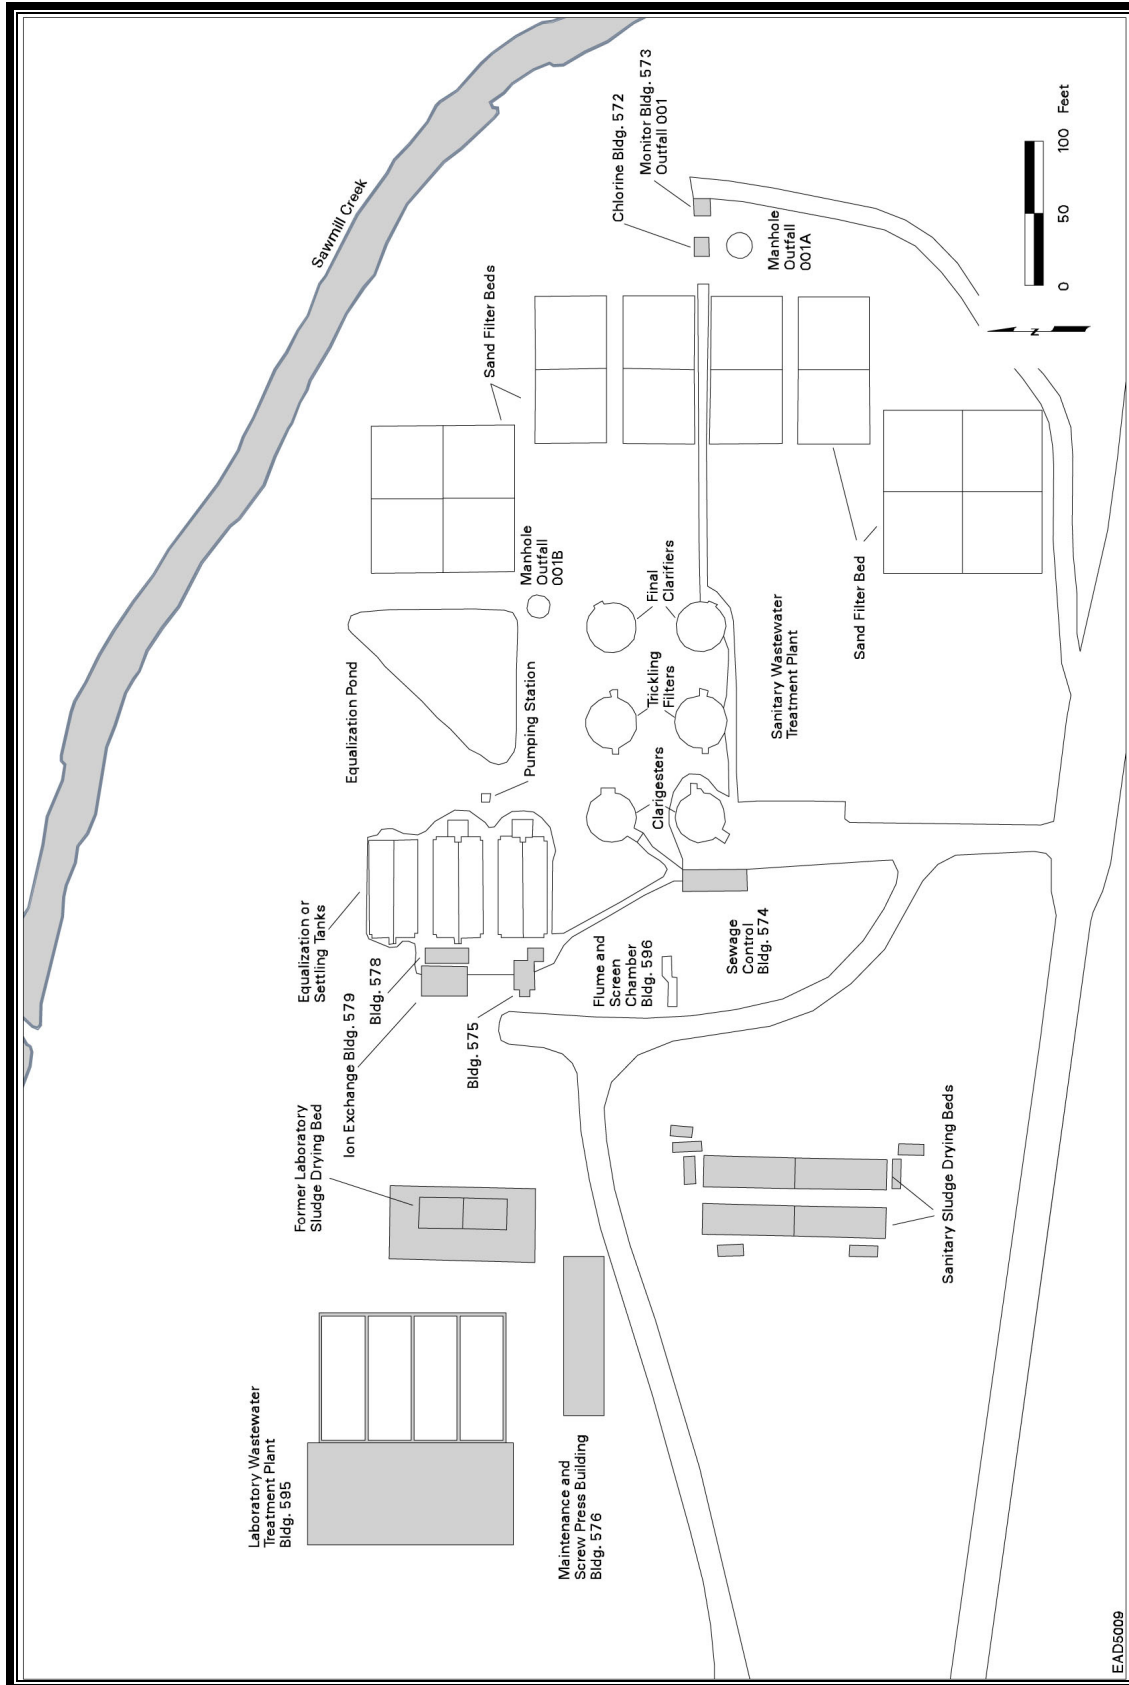 Sawmill Creek
Chlorine Bldg. 572
Monitor Bldg. 573
Outfall 001
Manhole
Outfall
001A
Sand Filter Beds
Manhole
Outfall
001B
Equalization Pond
Pumping Station
Final
Clarifiers
Trickling
Filters
Clarigesters
Sanitary Wastewater
Treatment Plant
Sand Filter Bed
Equalization or
Settling Tanks
Ion Exchange Bldg. 579
Bldg. 578
Bldg. 575
Flume and
Screen
Chamber
Bldg. 596
Sewage
Control
Bldg. 574
Former Laboratory
Sludge Drying Bed
Laboratory Wastewater
Treatment Plant
Bldg. 595
Maintenance and
Screw Press Building
Bldg. 576
Sanitary Sludge Drying Beds
N
0 50 100 Feet
EAD5009